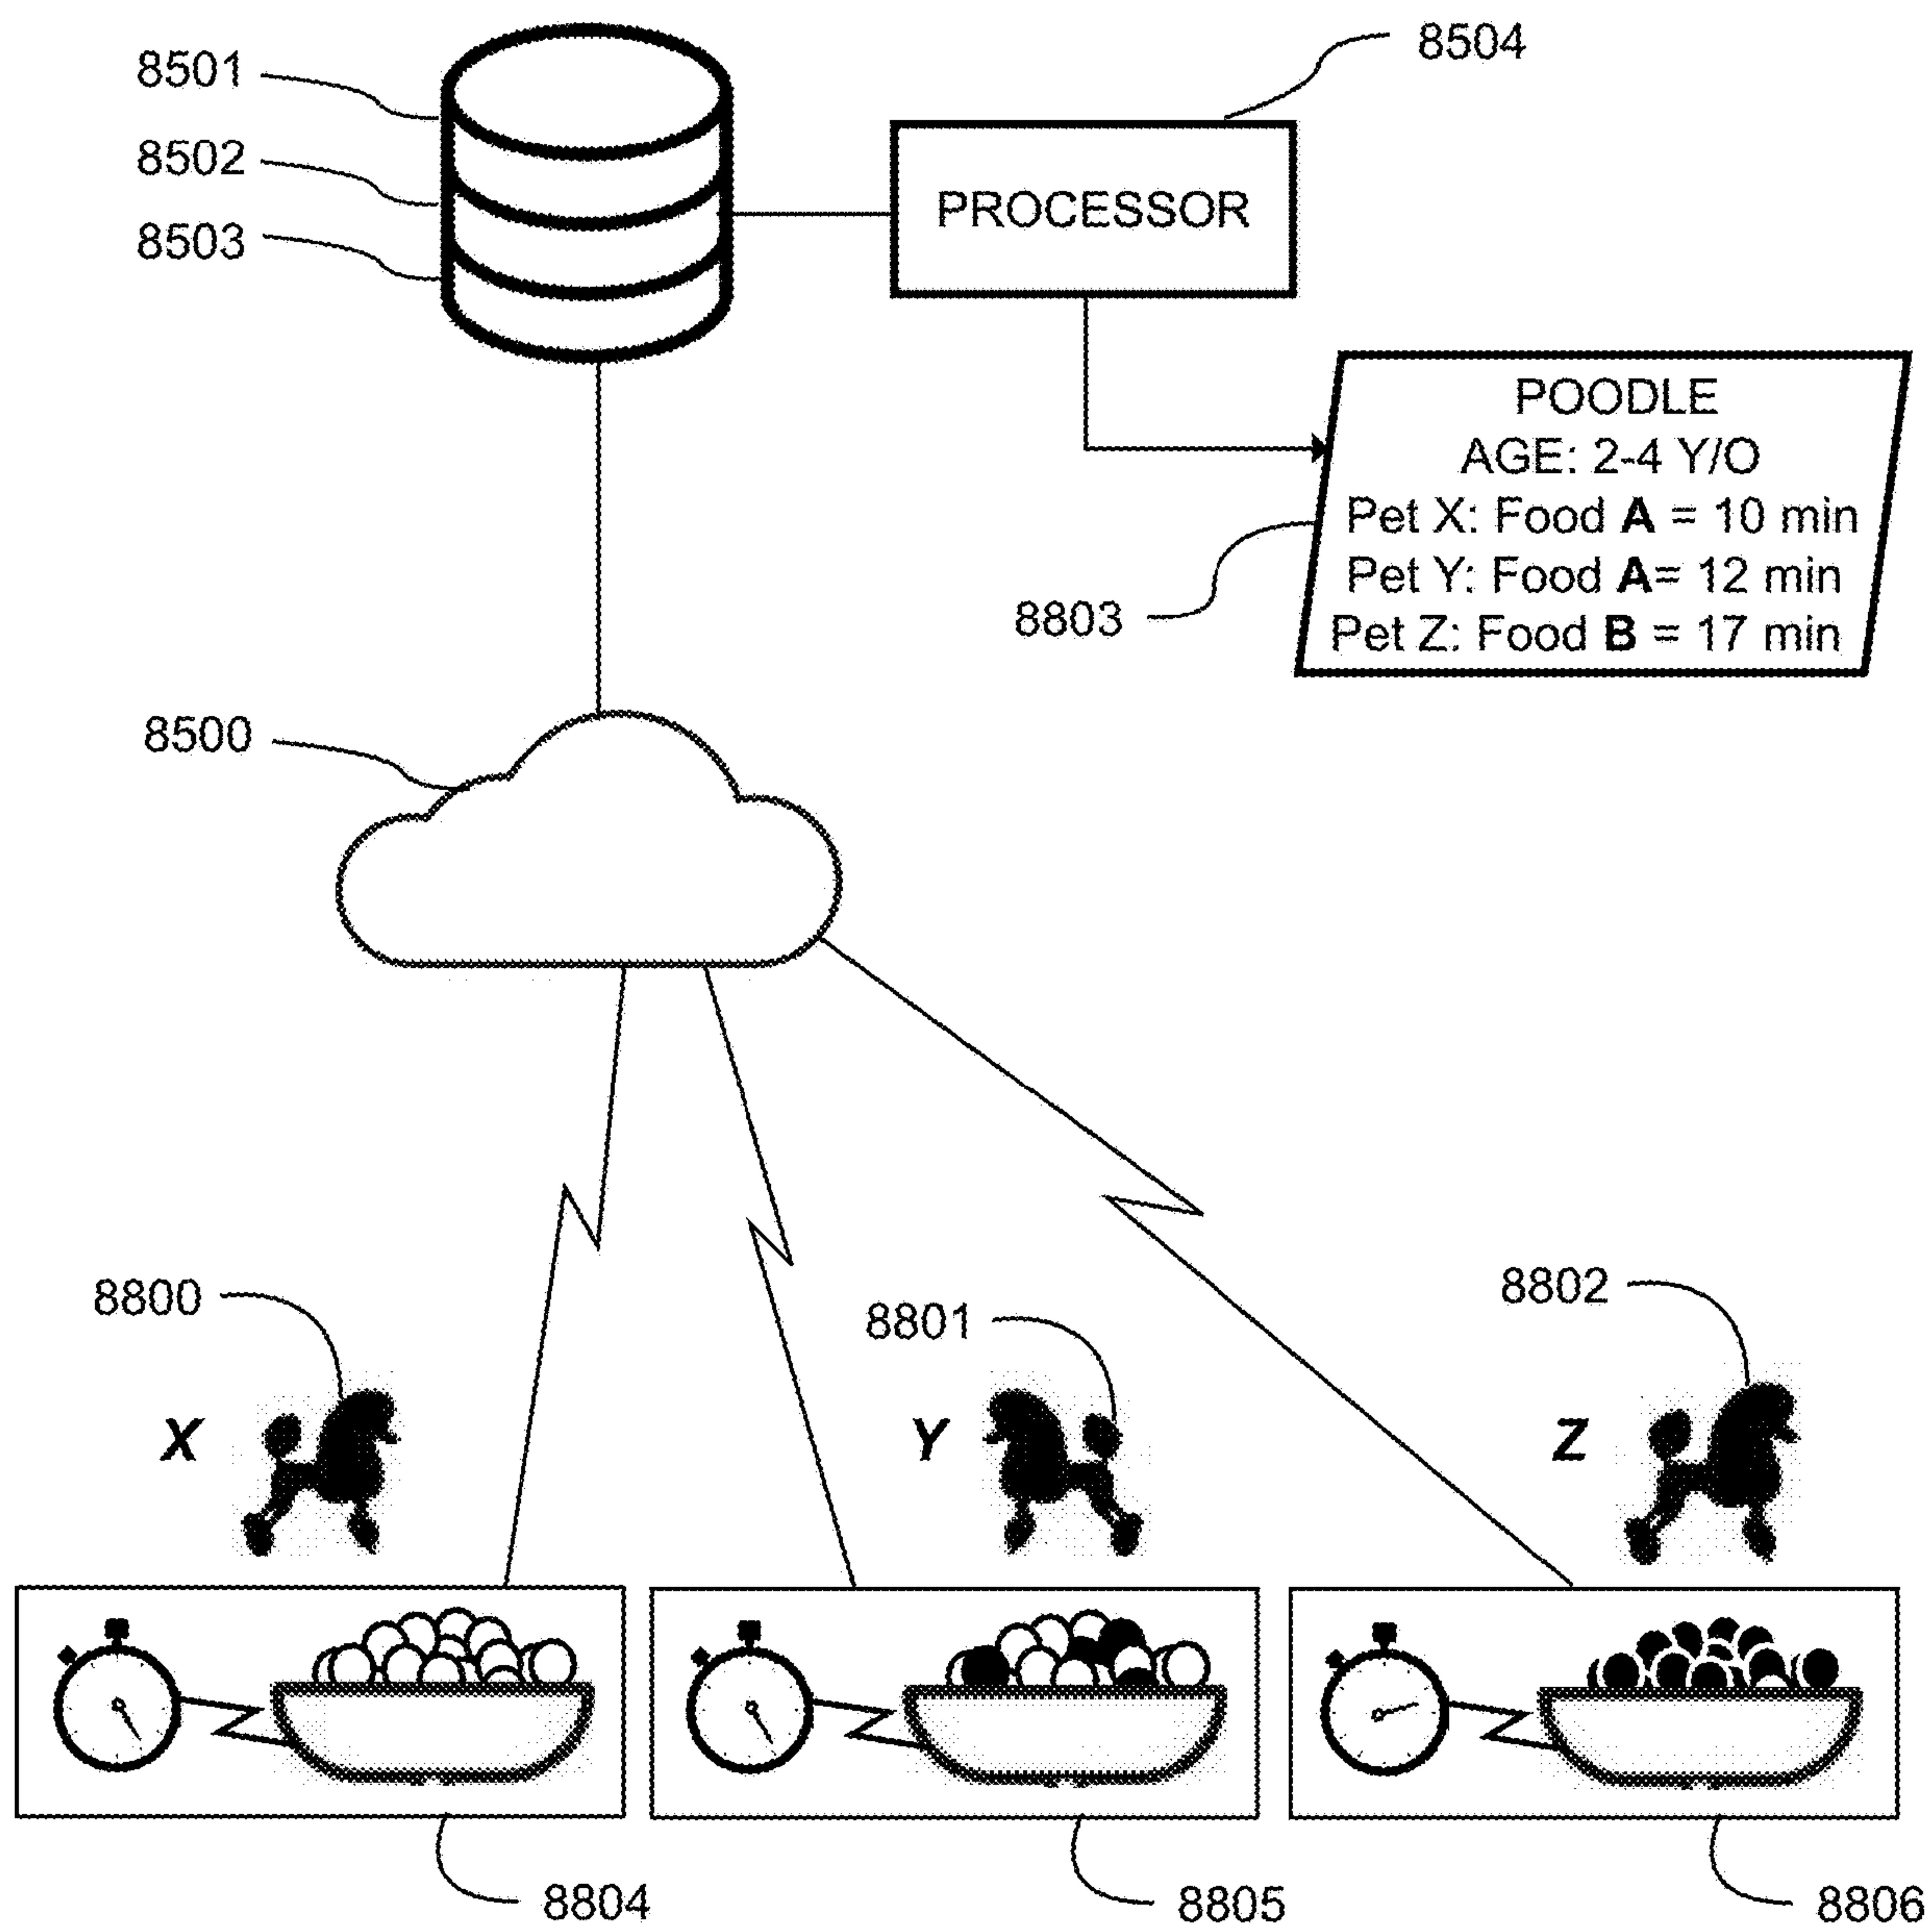 8501
8504
8502
PROCESSOR
8503
POODLE
AGE: 2-4 Y/O
Pet X: Food A = 10 min
Pet Y: Food A= 12 min
Pet Z: Food B = 17 min
8803
8500
8800
8801
8802
X
Y
Z
8804
8805
8806